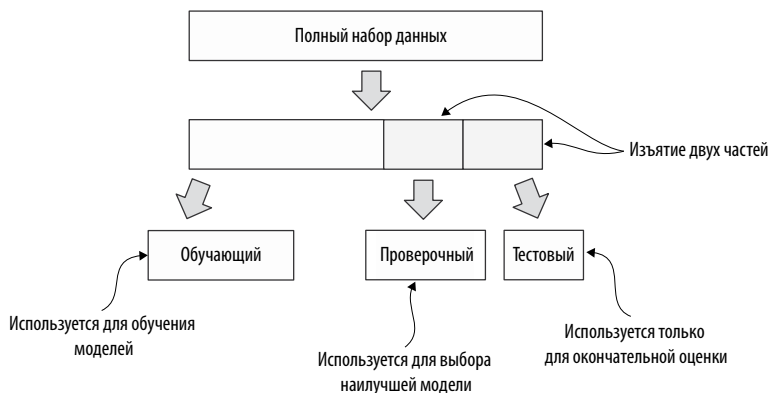 Полный набор данных
Изъятие двух частей
Обучающий
Проверочный
Тестовый
Используется для обучения
моделей
Используется для выбора
наилучшей модели
Используется только
для окончательной оценки